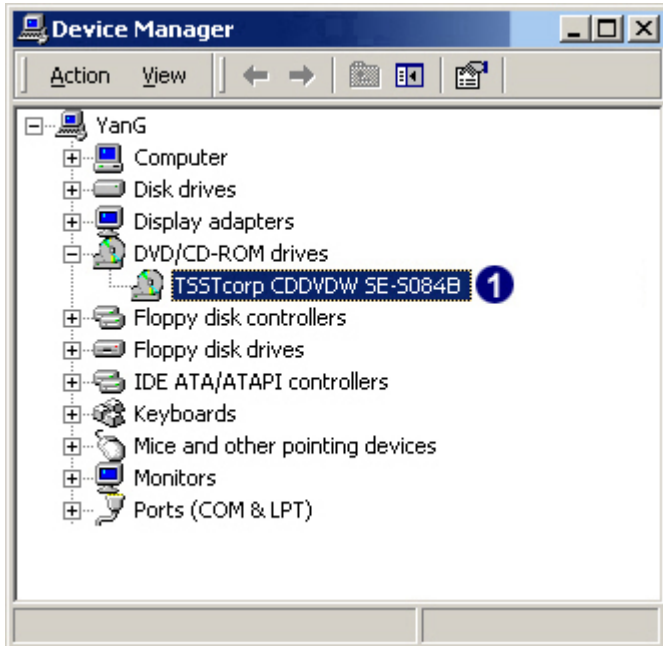 Device Manager
Action View
YanG
Computer
Disk drives
Display adapters
DVD/CD-ROM drives
TSSTcorp CDDVDW SE-S084B 1
Floppy disk controllers
Floppy disk drives
IDE ATA/ATAPI controllers
Keyboards
Mice and other pointing devices
Monitors
Ports (COM & LPT)